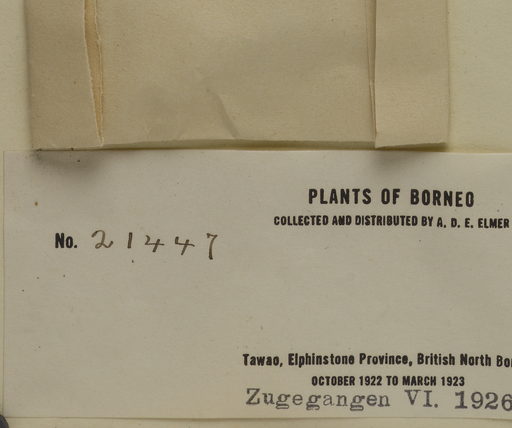 PLANTS OF BORNEO
COLLECTED AND DISTRIBUTED BY A. D. E. ELMER
No. 21447
Tawao, Elphinstone Province, British North Bor
OCTOBER 1922 TO MARCH 1923
Zugegangen VI. 1926